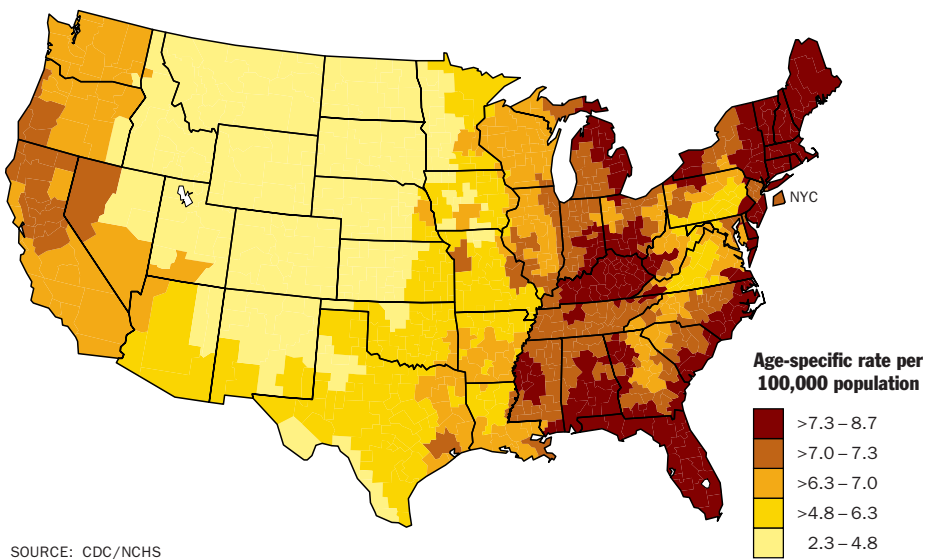 NYC
Age-specific rate per
100,000 population
>7.3–8.7
>7.0–7.3
>6.3–7.0
>4.8–6.3
2.3–4.8
SOURCE: CDC/NCHS